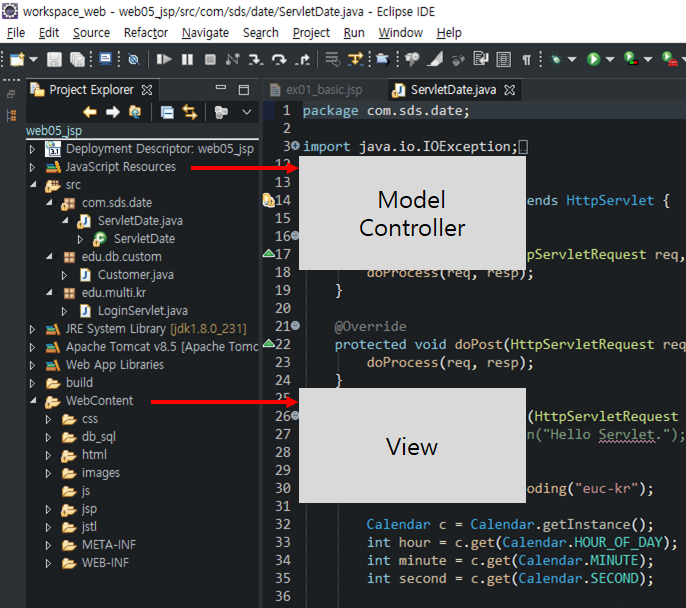 workspace_web - web05_jsp/src/com/sds/date/ServletDate.java - Eclipse IDE
File Edit Source Refactor Navigate Search Project Run Window Help
Project Explorer
ex01_basic.jsp
ServletDate.java
web05_jsp
Deployment Descriptor: web05_jsp
JavaScript Resources
src
com.sds.date
ServletDate.java
ServletDate
edu.db.custom
Customer.java
edu.multi.kr
LoginServlet.java
JRE System Library [jdk1.8.0_231]
Apache Tomcat v8.5 [Apache Tomc
Web App Libraries
build
WebContent
css
db_sql
html
images
js
jsp
jstl
META-INF
WEB-INF
1 package com.sds.date;
2
3 import java.io.IOException;
12
13
14 ends HttpServlet {
15
16
17 pServletRequest req,
18 doProcess(req, resp);
19 }
20
21 @Override
22 protected void doPost(HttpServletRequest req
23 doProcess(req, resp);
24 }
25
26 (HttpServletRequest
27 n("Hello Servlet.");
28
29
30 oding("euc-kr");
31
32 Calendar c = Calendar.getInstance();
33 int hour = c.get(Calendar.HOUR_OF_DAY);
34 int minute = c.get(Calendar.MINUTE);
35 int second = c.get(Calendar.SECOND);
36
Model
Controller
View